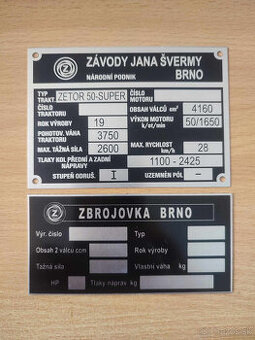 Z ZÁVODY JANA ŠVERMY
NÁRODNÍ PODNIK BRNO
TYP TRAKT. ZETOR 50-SUPER ČÍSLO MOTORU
ČÍSLO TRAKT. OBSAH VÁLCŮ cm³ 4160
ROK VÝROBY 19 VÝKON MOTORU k/ot/min 50/1650
POHOTOV. VÁHA TRAKTORU 3750
MAX. TÁŽNÁ SÍLA 2600 MAX. RYCHLOST km/h 28
TLAKY KOL PŘEDNÍ A ZADNÍ NÁPRAVY 1100 - 2425
STUPEŇ ODRUŠ. I UZEMNĚN PÓL –
Z ZBROJOVKA BRNO
Výr. číslo Typ
Obsah 2 válců ccm Rok výroby
Tažná síla Vlastní váha kg
HP Tlaky náprav kg